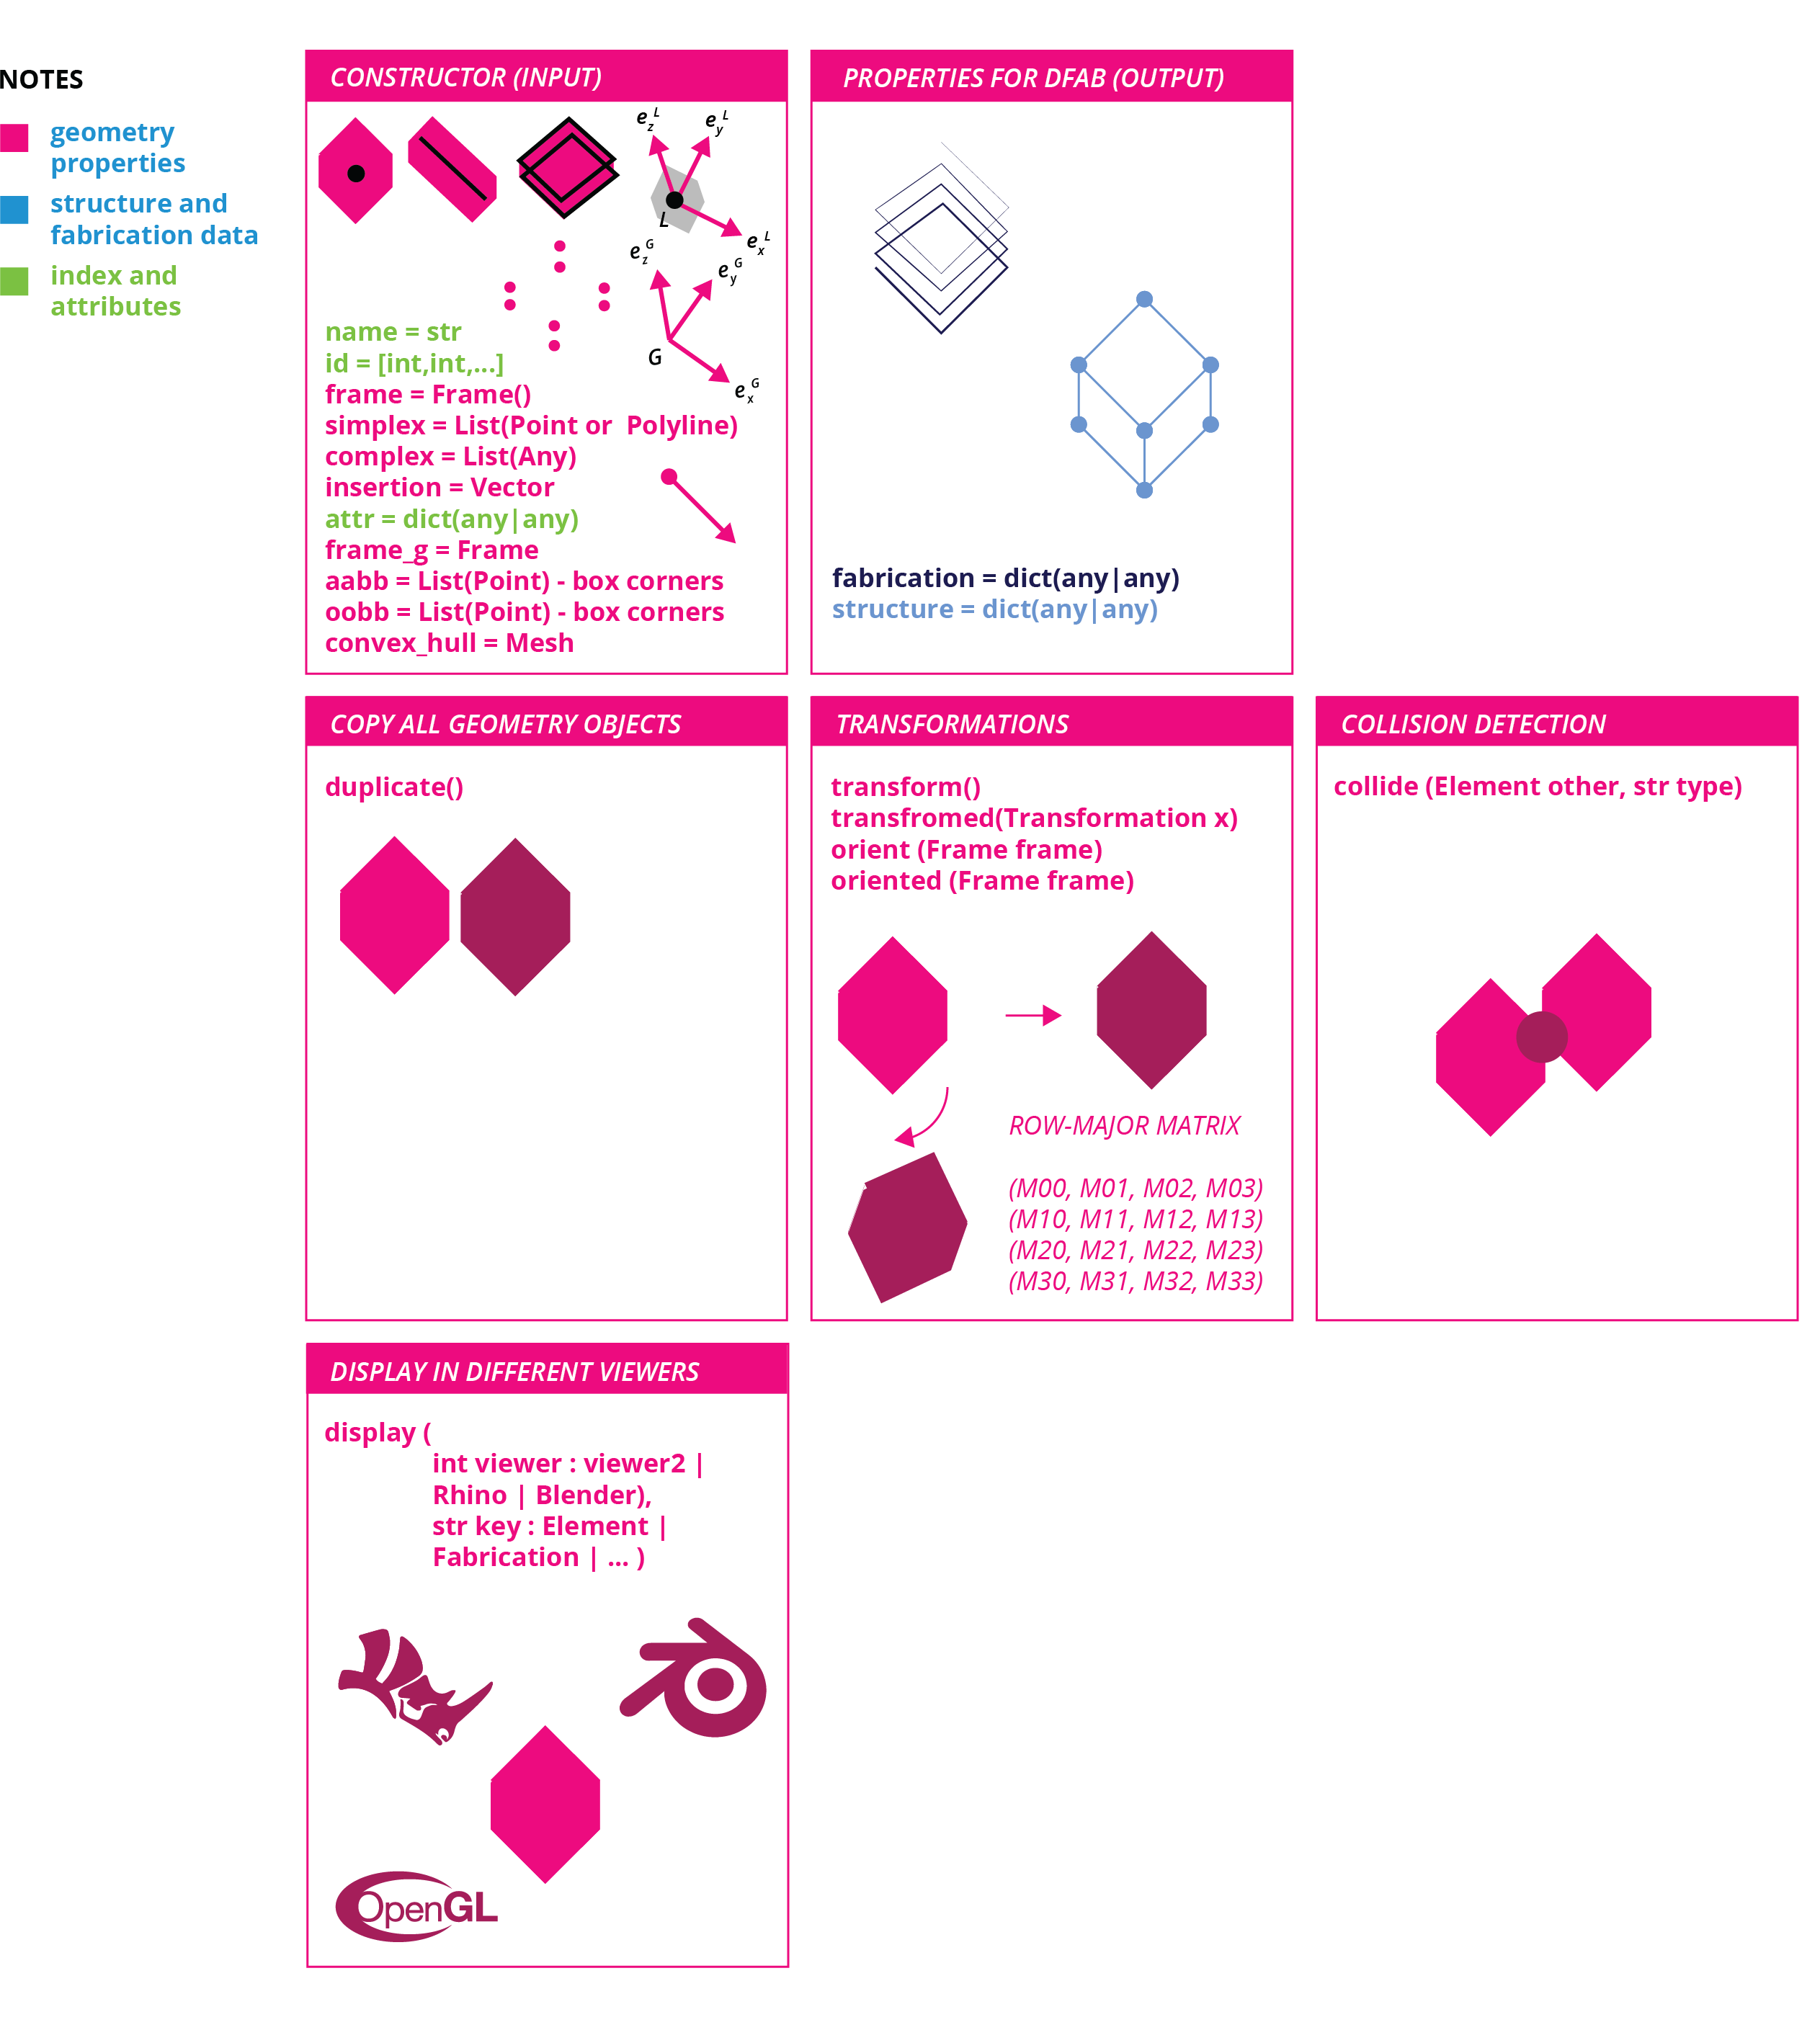 NOTES
geometry
properties
structure and
fabrication data
index and
attributes
CONSTRUCTOR (INPUT)
e_z^L
e_y^L
L
e_x^L
e_z^G
e_y^G
G
e_x^G
name = str
id = [int,int,...]
frame = Frame()
simplex = List(Point or  Polyline)
complex = List(Any)
insertion = Vector
attr = dict(any|any)
frame_g = Frame
aabb = List(Point) - box corners
oobb = List(Point) - box corners
convex_hull = Mesh
PROPERTIES FOR DFAB (OUTPUT)
fabrication = dict(any|any)
structure = dict(any|any)
COPY ALL GEOMETRY OBJECTS
duplicate()
TRANSFORMATIONS
transform()
transfromed(Transformation x)
orient (Frame frame)
oriented (Frame frame)
ROW-MAJOR MATRIX
(M00, M01, M02, M03)
(M10, M11, M12, M13)
(M20, M21, M22, M23)
(M30, M31, M32, M33)
COLLISION DETECTION
collide (Element other, str type)
DISPLAY IN DIFFERENT VIEWERS
display (
int viewer : viewer2 |
Rhino | Blender),
str key : Element |
Fabrication | ... )
OpenGL